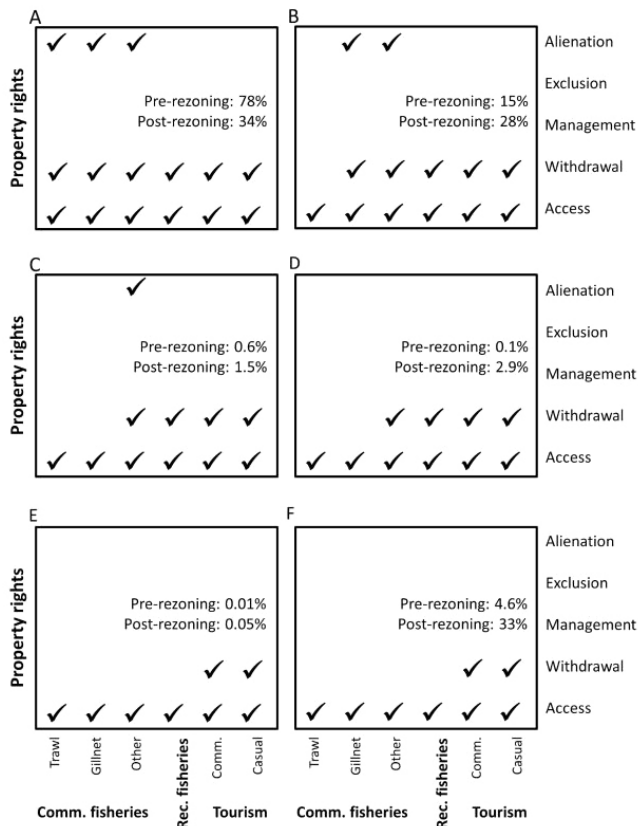 A
B
Property rights
Pre-rezoning: 78%
Post-rezoning: 34%
Pre-rezoning: 15%
Post-rezoning: 28%
Alienation
Exclusion
Management
Withdrawal
Access
C
D
Property rights
Pre-rezoning: 0.6%
Post-rezoning: 1.5%
Pre-rezoning: 0.1%
Post-rezoning: 2.9%
Alienation
Exclusion
Management
Withdrawal
Access
E
F
Property rights
Pre-rezoning: 0.01%
Post-rezoning: 0.05%
Pre-rezoning: 4.6%
Post-rezoning: 33%
Alienation
Exclusion
Management
Withdrawal
Access
Trawl
Gillnet
Other
Rec. fisheries
Comm.
Casual
Comm. fisheries
Tourism
Trawl
Gillnet
Other
Rec. fisheries
Comm.
Casual
Comm. fisheries
Tourism